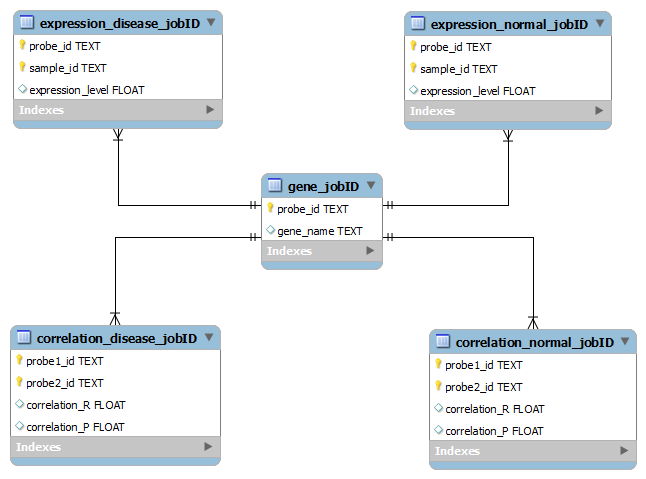 expression_disease_jobID
probe_id TEXT
sample_id TEXT
expression_level FLOAT
Indexes
expression_normal_jobID
probe_id TEXT
sample_id TEXT
expression_level FLOAT
Indexes
gene_jobID
probe_id TEXT
gene_name TEXT
Indexes
correlation_disease_jobID
probe1_id TEXT
probe2_id TEXT
correlation_R FLOAT
correlation_P FLOAT
Indexes
correlation_normal_jobID
probe1_id TEXT
probe2_id TEXT
correlation_R FLOAT
correlation_P FLOAT
Indexes